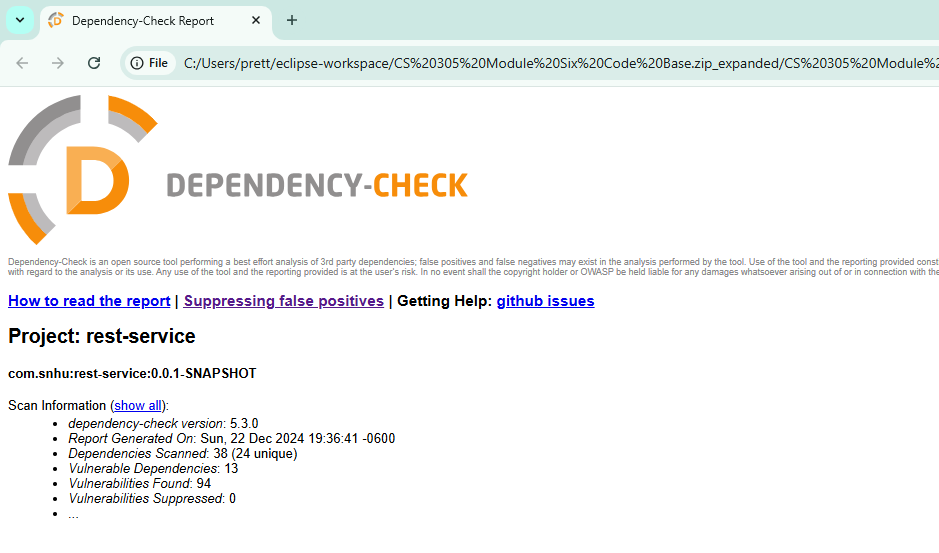 Dependency-Check Report
File C:/Users/prett/eclipse-workspace/CS%20305%20Module%20Six%20Code%20Base.zip_expanded/CS%20305%20Module%2
DEPENDENCY-CHECK
Dependency-Check is an open source tool performing a best effort analysis of 3rd party dependencies; false positives and false negatives may exist in the analysis performed by the tool. Use of the tool and the reporting provided const
with regard to the analysis or its use. Any use of the tool and the reporting provided is at the user's risk. In no event shall the copyright holder or OWASP be held liable for any damages whatsoever arising out of or in connection with the
How to read the report | Suppressing false positives | Getting Help: github issues
Project: rest-service
com.snhu:rest-service:0.0.1-SNAPSHOT
Scan Information (show all):
• dependency-check version: 5.3.0
• Report Generated On: Sun, 22 Dec 2024 19:36:41 -0600
• Dependencies Scanned: 38 (24 unique)
• Vulnerable Dependencies: 13
• Vulnerabilities Found: 94
• Vulnerabilities Suppressed: 0
• ...